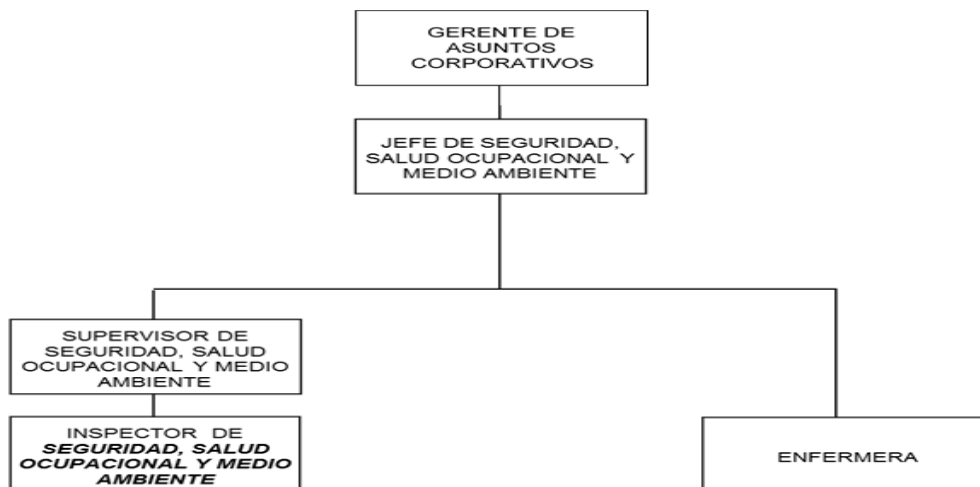 GERENTE DE
ASUNTOS
CORPORATIVOS
JEFE DE SEGURIDAD,
SALUD OCUPACIONAL Y
MEDIO AMBIENTE
SUPERVISOR DE
SEGURIDAD, SALUD
OCUPACIONAL Y MEDIO
AMBIENTE
INSPECTOR DE
SEGURIDAD, SALUD
OCUPACIONAL Y MEDIO
AMBIENTE
ENFERMERA